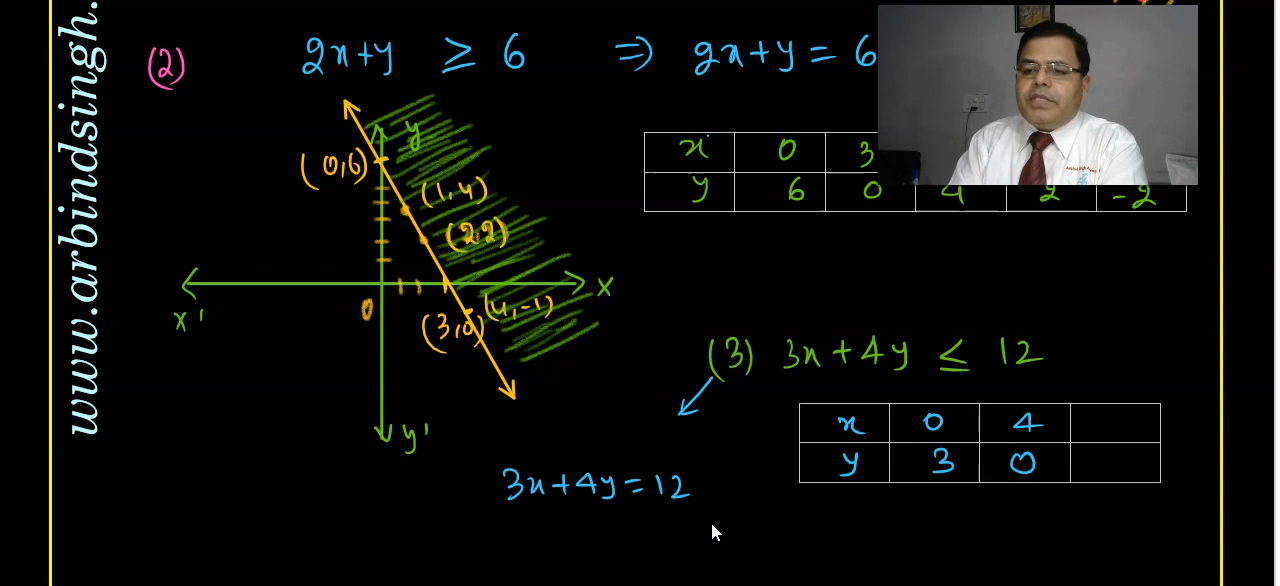 www.arbindsingh.
(2) 2x+y ≥ 6 ⇒ 2x+y = 6
y
(0,6)
(1,4)
(2,2)
x' 0 x
(3,0) (4,-1)
y'
x 0 3
y 6 0 4 2 -2
(3) 3x+4y ≤ 12
x 0 4
y 3 0
3x+4y=12